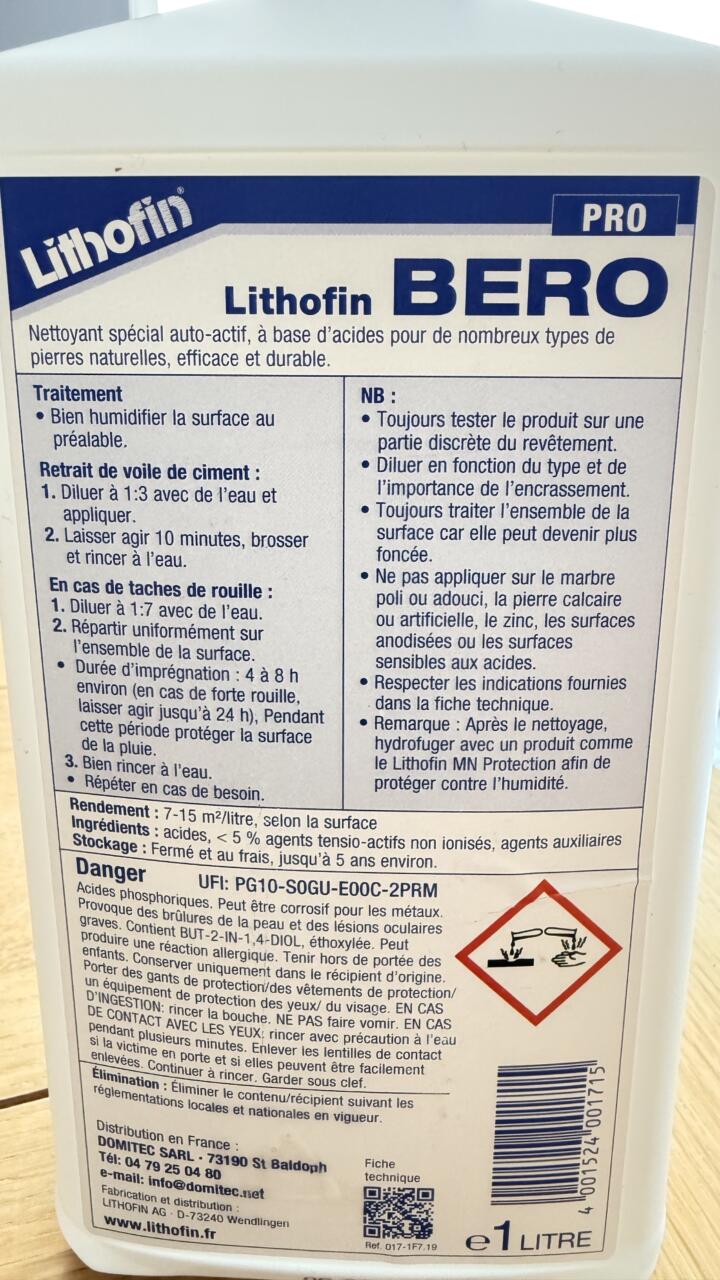 Lithofin®
PRO
Lithofin BERO
Nettoyant spécial auto-actif, à base d'acides pour de nombreux types de
pierres naturelles, efficace et durable.
Traitement
• Bien humidifier la surface au
préalable.
Retrait de voile de ciment :
1. Diluer à 1:3 avec de l'eau et
appliquer.
2. Laisser agir 10 minutes, brosser
et rincer à l'eau.
En cas de taches de rouille :
1. Diluer à 1:7 avec de l'eau.
2. Répartir uniformément sur
l'ensemble de la surface.
• Durée d'imprégnation : 4 à 8 h
environ (en cas de forte rouille,
laisser agir jusqu'à 24 h), Pendant
cette période protéger la surface
de la pluie.
3. Bien rincer à l'eau.
• Répéter en cas de besoin.
NB :
• Toujours tester le produit sur une
partie discrète du revêtement.
• Diluer en fonction du type et de
l'importance de l'encrassement.
• Toujours traiter l'ensemble de la
surface car elle peut devenir plus
foncée.
• Ne pas appliquer sur le marbre
poli ou adouci, la pierre calcaire
ou artificielle, le zinc, les surfaces
anodisées ou les surfaces
sensibles aux acides.
• Respecter les indications fournies
dans la fiche technique.
• Remarque : Après le nettoyage,
hydrofuger avec un produit comme
le Lithofin MN Protection afin de
protéger contre l'humidité.
Rendement : 7-15 m²/litre, selon la surface
Ingrédients : acides, < 5 % agents tensio-actifs non ionisés, agents auxiliaires
Stockage : Fermé et au frais, jusqu'à 5 ans environ.
Danger
UFI: PG10-S0GU-E00C-2PRM
Acides phosphoriques. Peut être corrosif pour les métaux.
Provoque des brûlures de la peau et des lésions oculaires
graves. Contient BUT-2-IN-1,4-DIOL, éthoxylée. Peut
produire une réaction allergique. Tenir hors de portée des
enfants. Conserver uniquement dans le récipient d'origine.
Porter des gants de protection/des vêtements de protection/
un équipement de protection des yeux/ du visage. EN CAS
D'INGESTION: rincer la bouche. NE PAS faire vomir. EN CAS
DE CONTACT AVEC LES YEUX: rincer avec précaution à l'eau
pendant plusieurs minutes. Enlever les lentilles de contact
si la victime en porte et si elles peuvent être facilement
enlevées. Continuer à rincer. Garder sous clef.
Élimination : Éliminer le contenu/récipient suivant les
réglementations locales et nationales en vigueur.
Distribution en France :
DOMITEC SARL · 73190 St Baldoph
Tél: 04 79 25 04 80
e-mail: info@domitec.net
Fabrication et distribution :
LITHOFIN AG · D-73240 Wendlingen
www.lithofin.fr
Fiche
technique
Ref. 017-1F7.19
4 001524 001715
e 1 LITRE